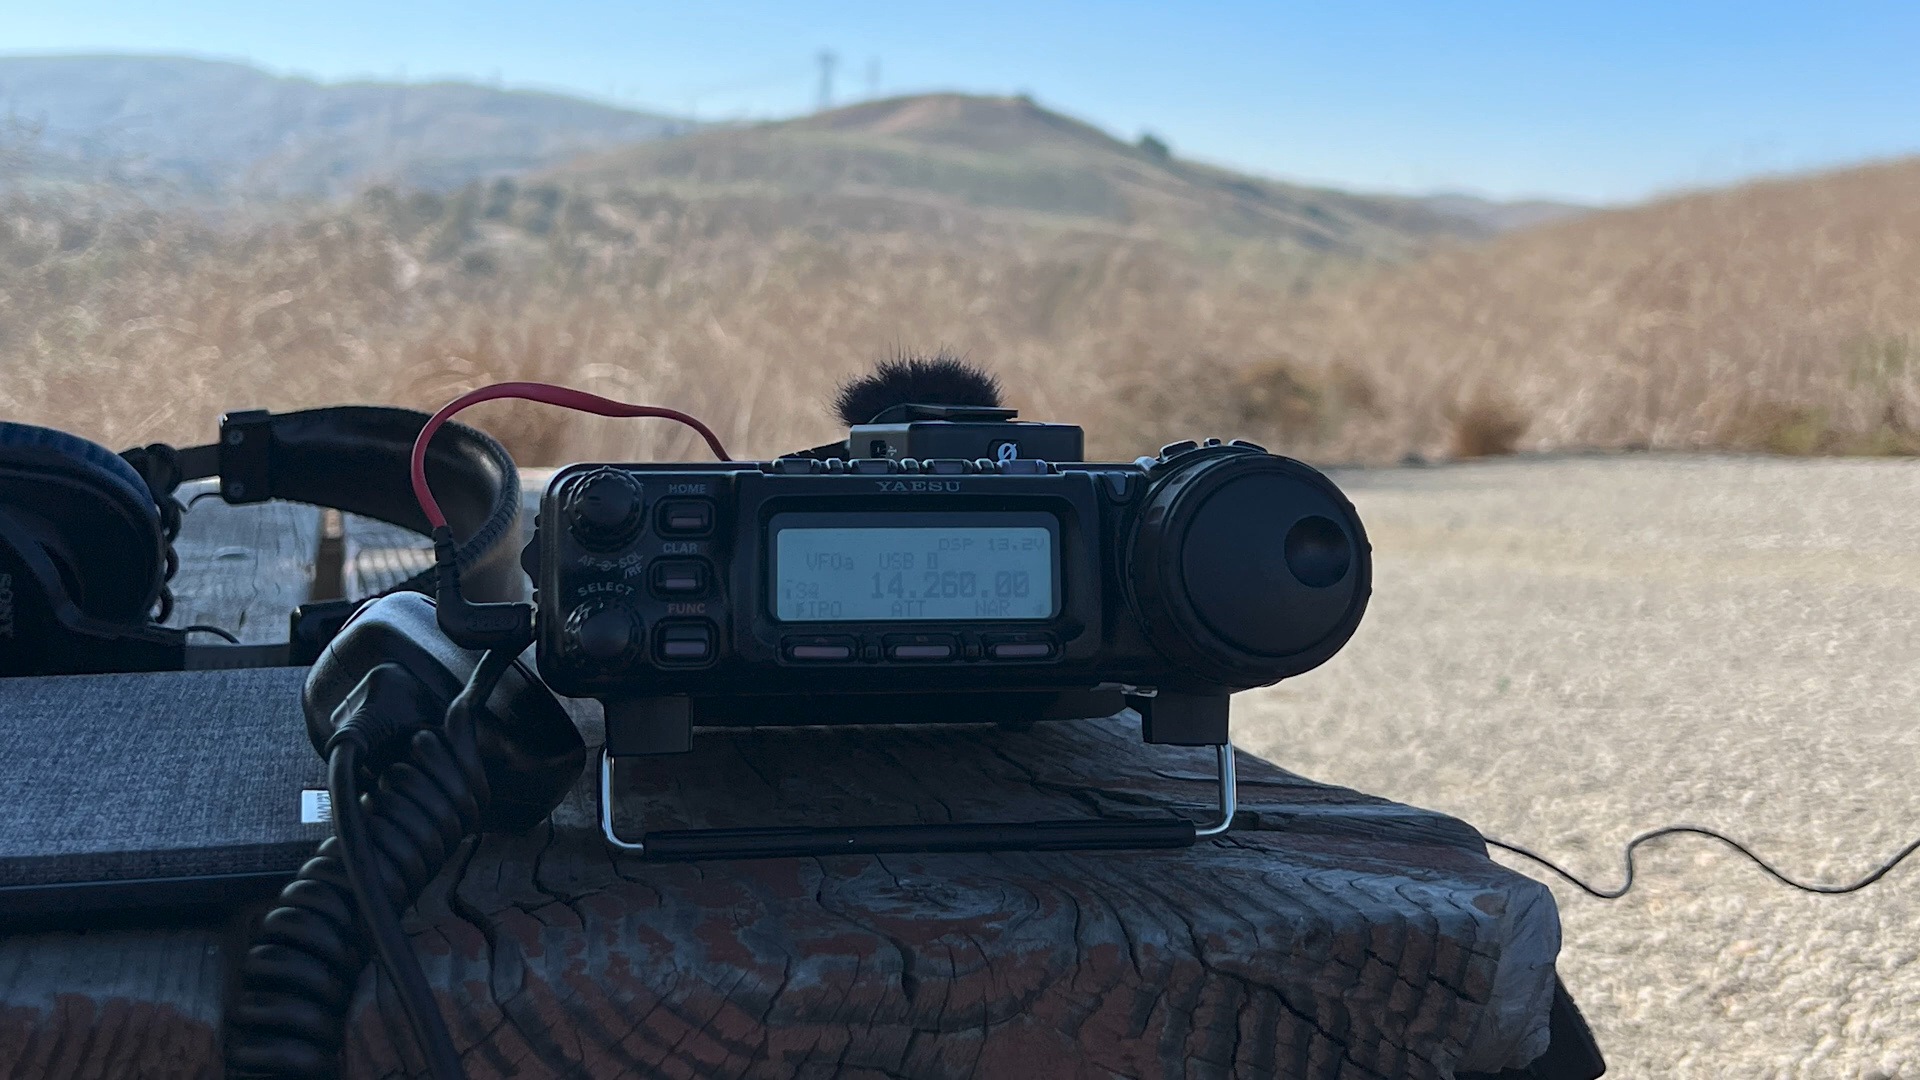 YAESU
HOME
CLAR
AF SQL
/RF
SELECT
FUNC
DSP 13.2V
VFOa USB
14.260.00
IPO ATT NAR
SONY